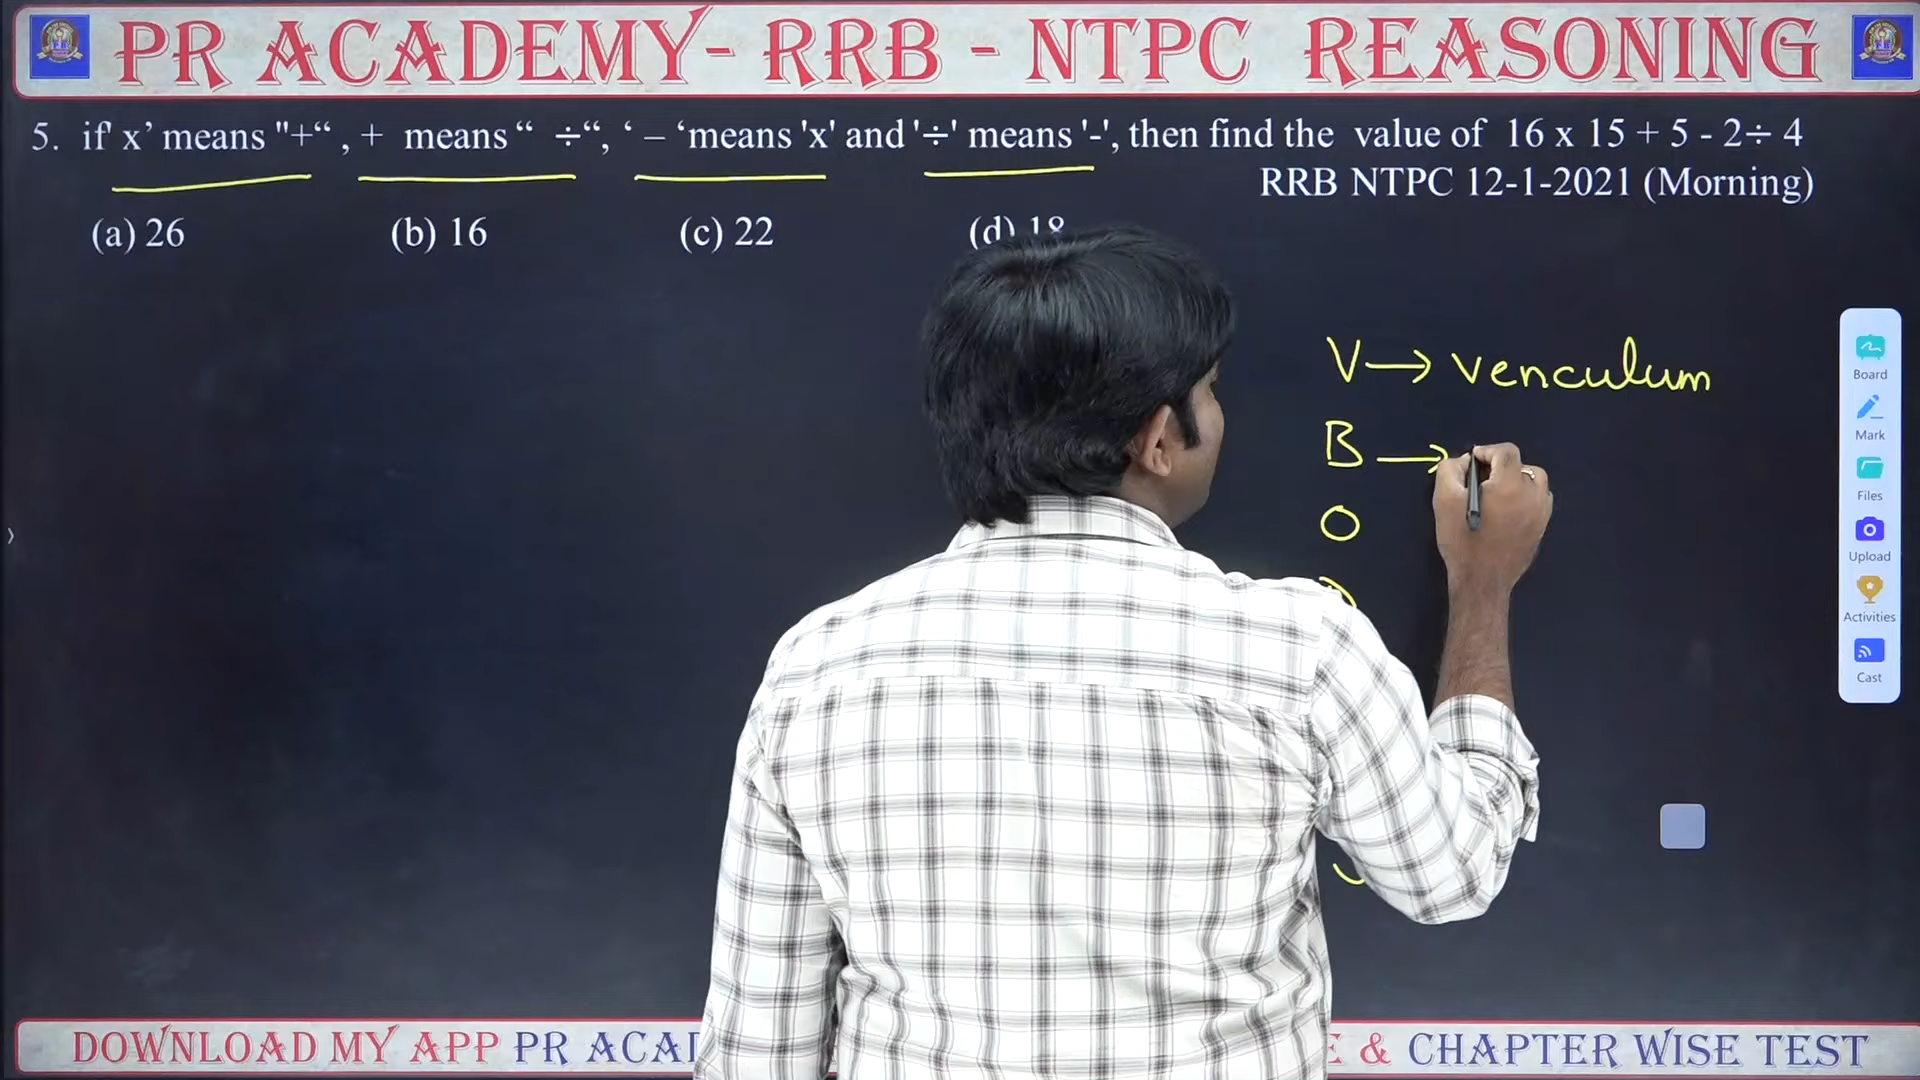 PR ACADEMY- RRB - NTPC REASONING
5. if' x’ means "+“ , + means “ ÷“, ‘ – ‘means 'x' and '÷' means '-', then find the value of 16 x 15 + 5 - 2÷ 4
RRB NTPC 12-1-2021 (Morning)
(a) 26 (b) 16 (c) 22 (d) 18
V → Venculum
B →
O
Board
Mark
Files
Upload
Activities
Cast
DOWNLOAD MY APP PR ACAD & CHAPTER WISE TEST